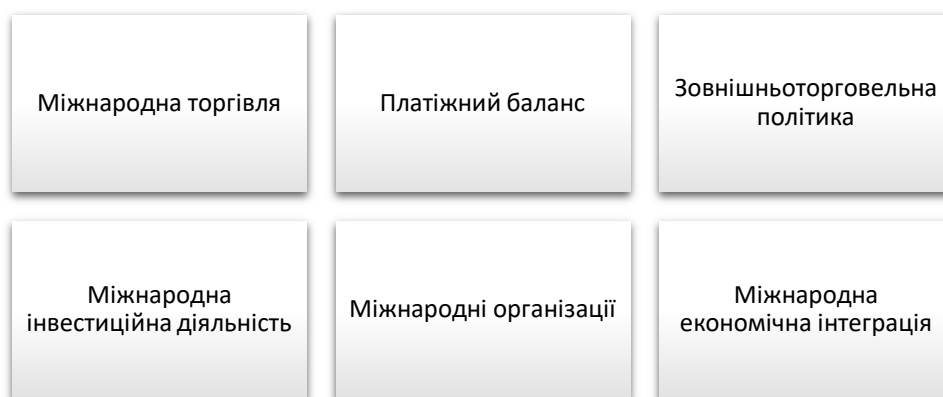 Міжнародна торгівля
Платіжний баланс
Зовнішньоторговельна
політика
Міжнародна
інвестиційна діяльність
Міжнародні організації
Міжнародна
економічна інтеграція